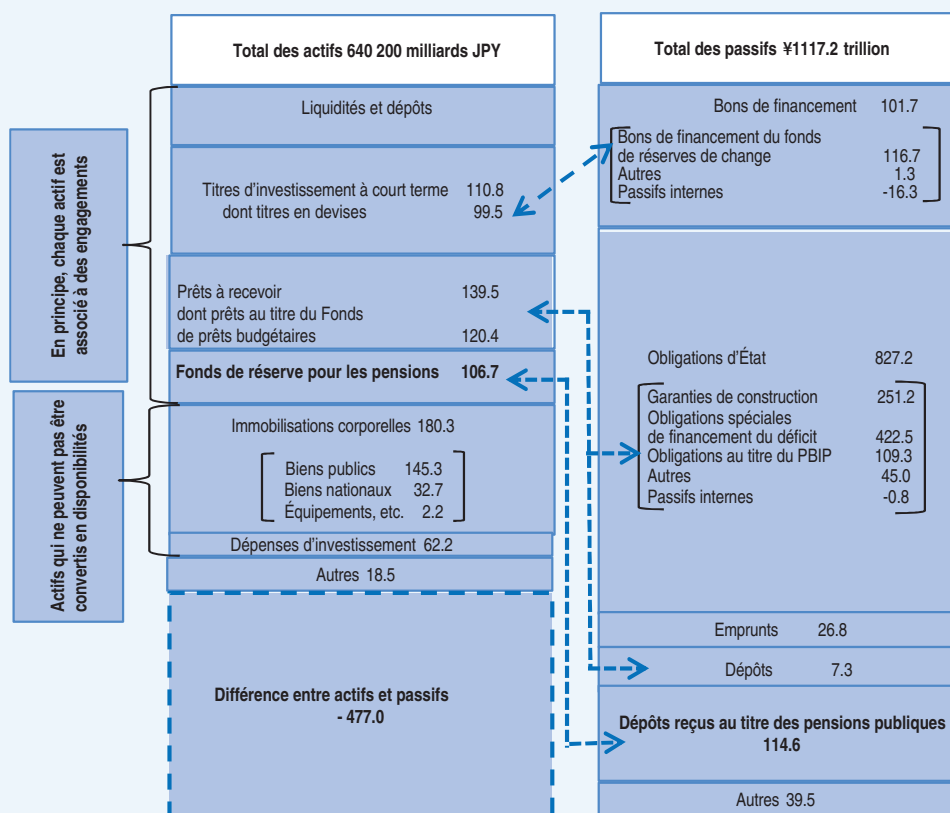 Total des actifs 640 200 milliards JPY
En principe, chaque actif est
associé à des engagements
Actifs qui ne peuvent pas être
convertis en disponibilités
Liquidités et dépôts
Titres d'investissement à court terme 110.8
dont titres en devises 99.5
Prêts à recevoir 139.5
dont prêts au titre du Fonds
de prêts budgétaires 120.4
Fonds de réserve pour les pensions 106.7
Immobilisations corporelles 180.3
Biens publics 145.3
Biens nationaux 32.7
Équipements, etc. 2.2
Dépenses d'investissement 62.2
Autres 18.5
Différence entre actifs et passifs
- 477.0
Total des passifs ¥1117.2 trillion
Bons de financement 101.7
Bons de financement du fonds
de réserves de change 116.7
Autres 1.3
Passifs internes -16.3
Obligations d'État 827.2
Garanties de construction 251.2
Obligations spéciales
de financement du déficit 422.5
Obligations au titre du PBIP 109.3
Autres 45.0
Passifs internes -0.8
Emprunts 26.8
Dépôts 7.3
Dépôts reçus au titre des pensions publiques
114.6
Autres 39.5